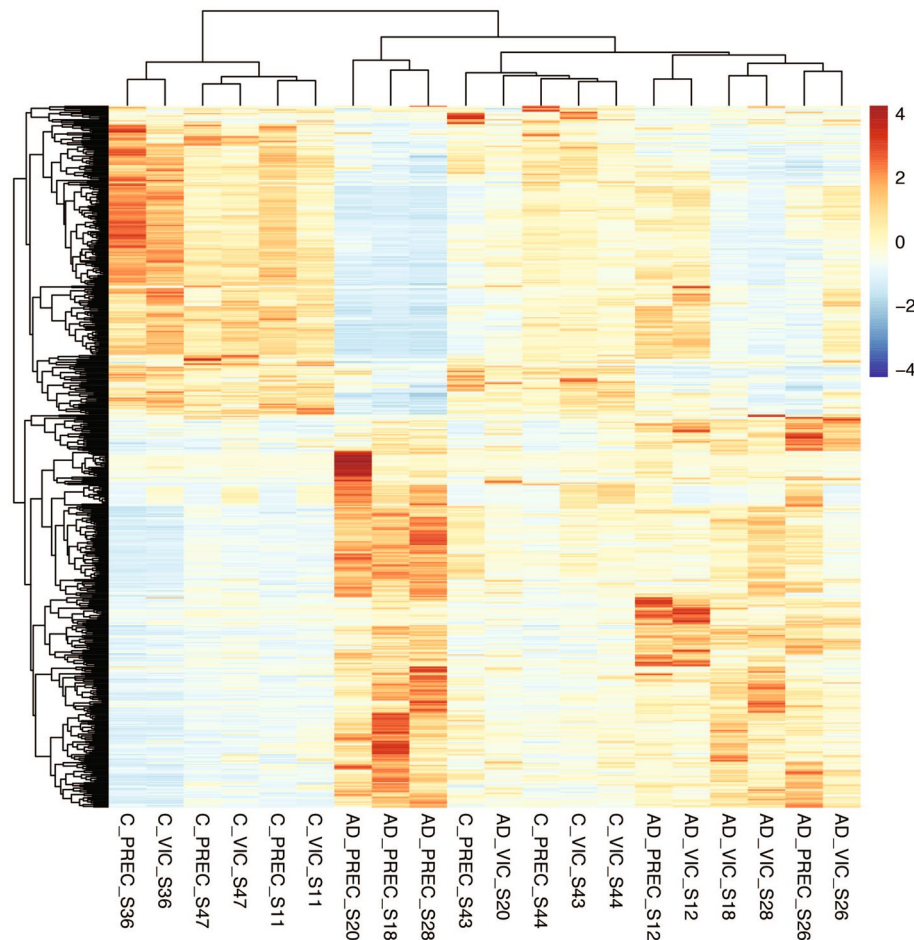 4
2
0
−2
−4
C_PREC_S36
C_VIC_S36
C_PREC_S47
C_VIC_S47
C_PREC_S11
C_VIC_S11
AD_PREC_S20
AD_PREC_S18
AD_PREC_S28
C_PREC_S43
AD_VIC_S20
C_PREC_S44
C_VIC_S43
C_VIC_S44
AD_PREC_S12
AD_VIC_S12
AD_VIC_S18
AD_VIC_S28
AD_PREC_S26
AD_VIC_S26